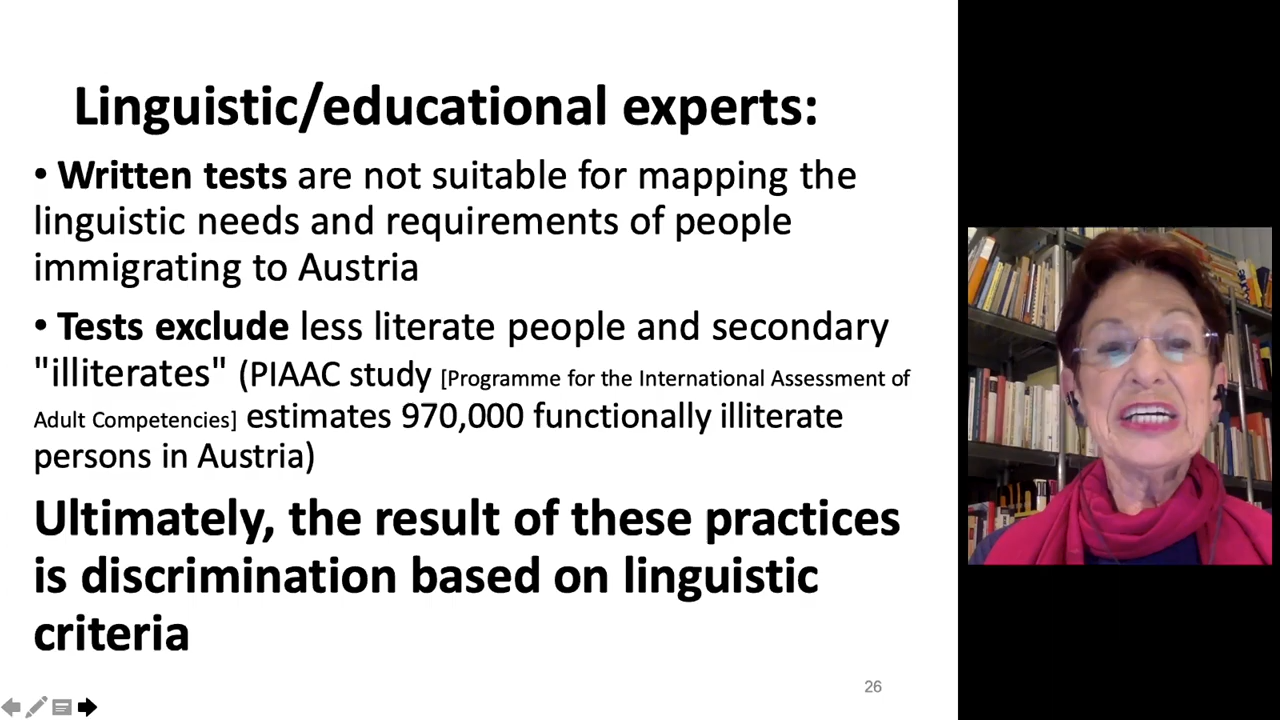 Linguistic/educational experts:
• Written tests are not suitable for mapping the
linguistic needs and requirements of people
immigrating to Austria
• Tests exclude less literate people and secondary
"illiterates" (PIAAC study [Programme for the International Assessment of
Adult Competencies] estimates 970,000 functionally illiterate
persons in Austria)
Ultimately, the result of these practices
is discrimination based on linguistic
criteria
26